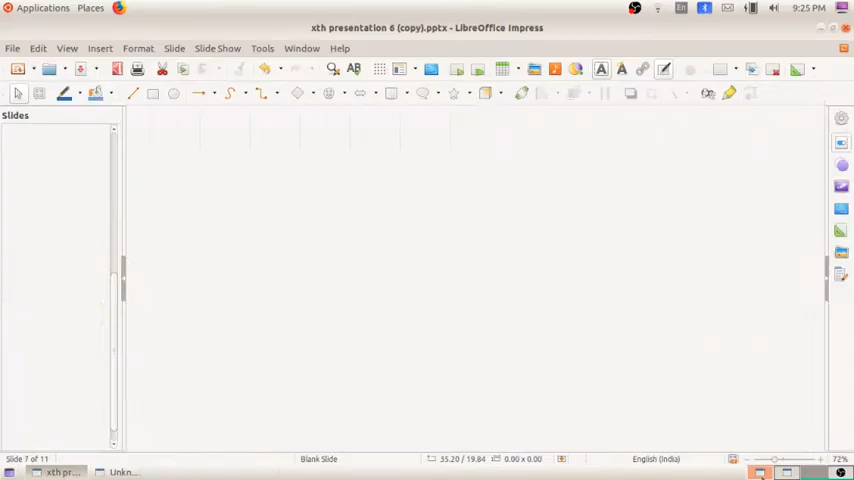 Applications Places En 9:25 PM
xth presentation 6 (copy).pptx - LibreOffice Impress
File Edit View Insert Format Slide Slide Show Tools Window Help
Slides
Slide 7 of 11 Blank Slide 35.20 / 19.84 0.00 x 0.00 English (India) 72%
xth pr... Unkn...